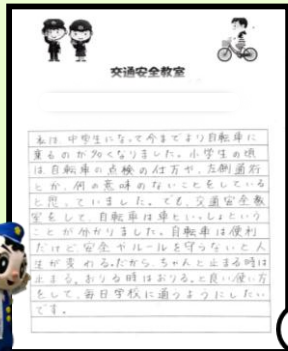 交通安全教室
私は中学生になって今までより自転車に
乗るのが多くなりました。小学生の頃
は自転車の点検の仕方や、左側通行
とか、何の意味のないことをしている
と思っていました。でも、交通安全教
室をして、自転車は車といっしょという
ことが分かりました。自転車は便利
だけど安全やルールを守らないと人
生が変わる。だから、ちゃんと止まる時は
止まる、おりる時はおりる。と良い使い方
をして、毎日学校に通うようにしたい
です。